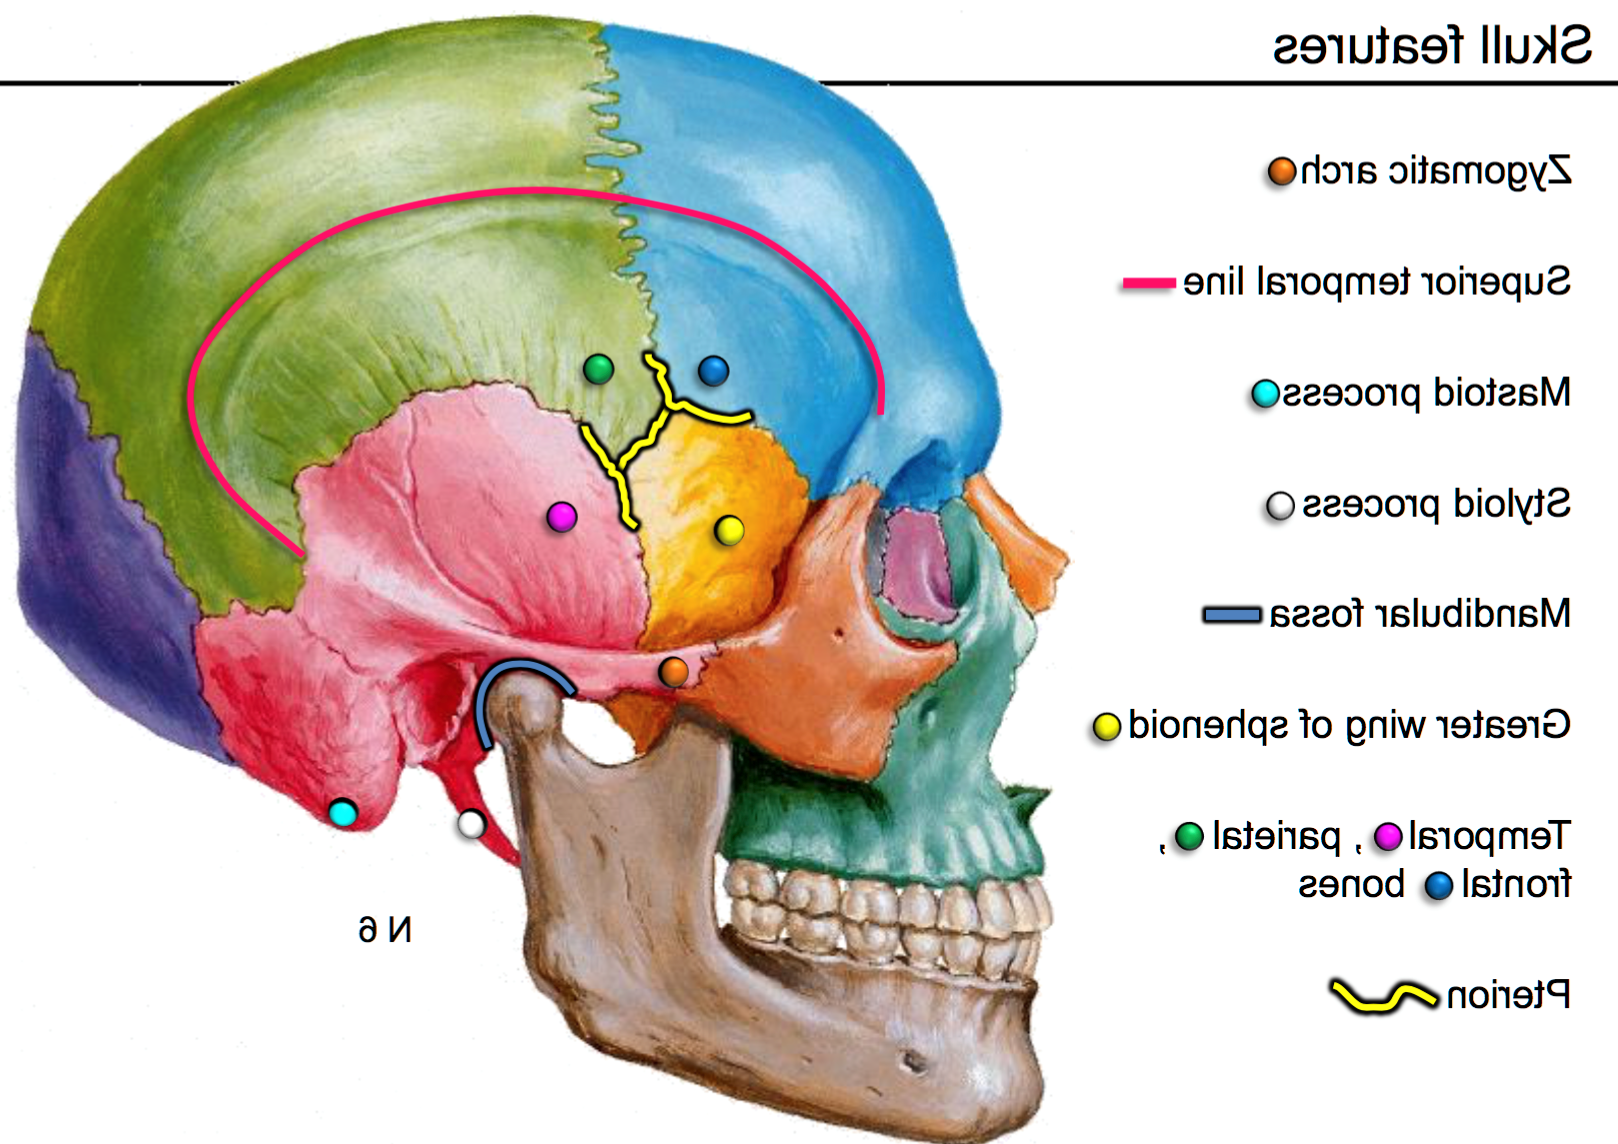 Skull features
Zygomatic arch
Superior temporal line
Mastoid process
Styloid process
Mandibular fossa
Greater wing of sphenoid
Temporal , parietal ,
frontal bones
Pterion
N 6